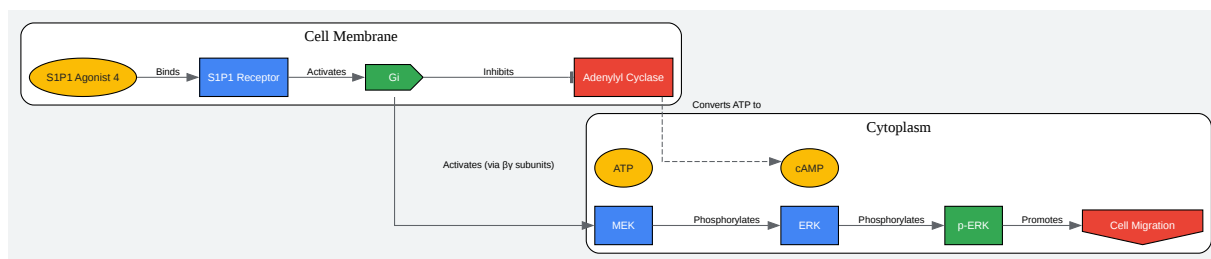 Cell Membrane
S1P1 Agonist 4
Binds
S1P1 Receptor
Activates
Gi
Inhibits
Adenylyl Cyclase
Converts ATP to
Cytoplasm
Activates (via βγ subunits)
ATP
cAMP
MEK
Phosphorylates
ERK
Phosphorylates
p-ERK
Promotes
Cell Migration